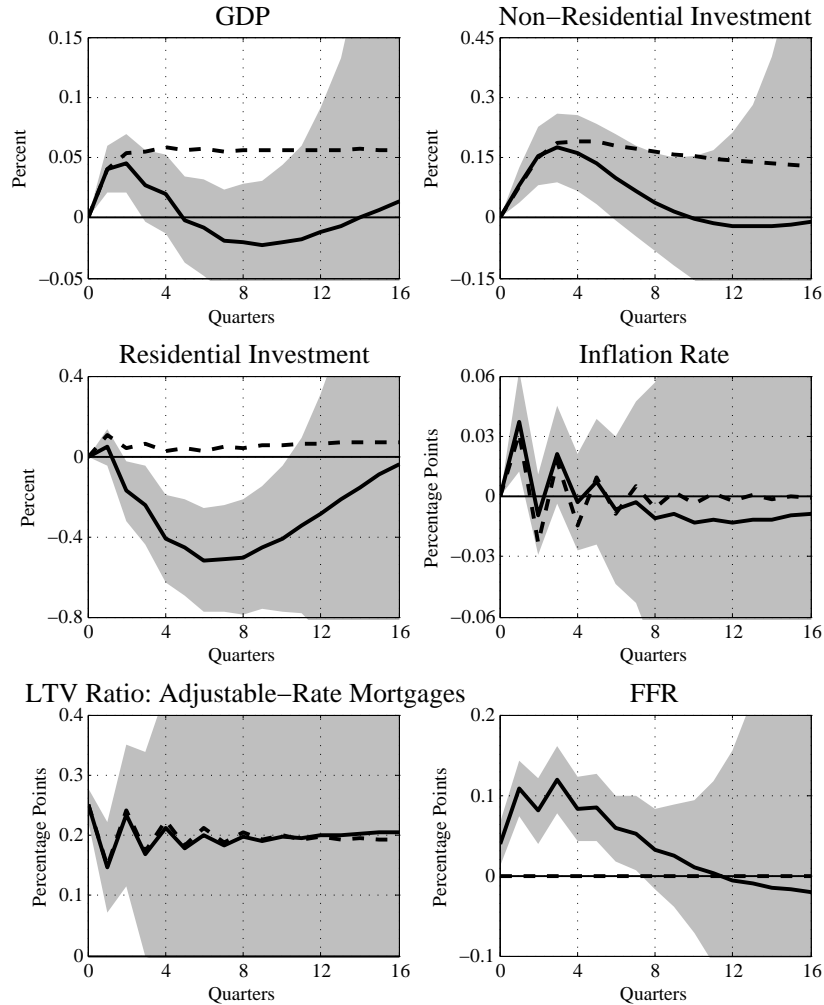 GDP
Percent
0.15
0.1
0.05
0
−0.05
0 4 8 12 16
Quarters
Non−Residential Investment
Percent
0.45
0.3
0.15
0
−0.15
0 4 8 12 16
Quarters
Residential Investment
Percent
0.4
0
−0.4
−0.8
0 4 8 12 16
Quarters
Inflation Rate
Percentage Points
0.06
0.03
0
−0.03
−0.06
0 4 8 12 16
Quarters
LTV Ratio: Adjustable−Rate Mortgages
Percentage Points
0.4
0.3
0.2
0.1
0
0 4 8 12 16
Quarters
FFR
Percentage Points
0.2
0.1
0
−0.1
0 4 8 12 16
Quarters